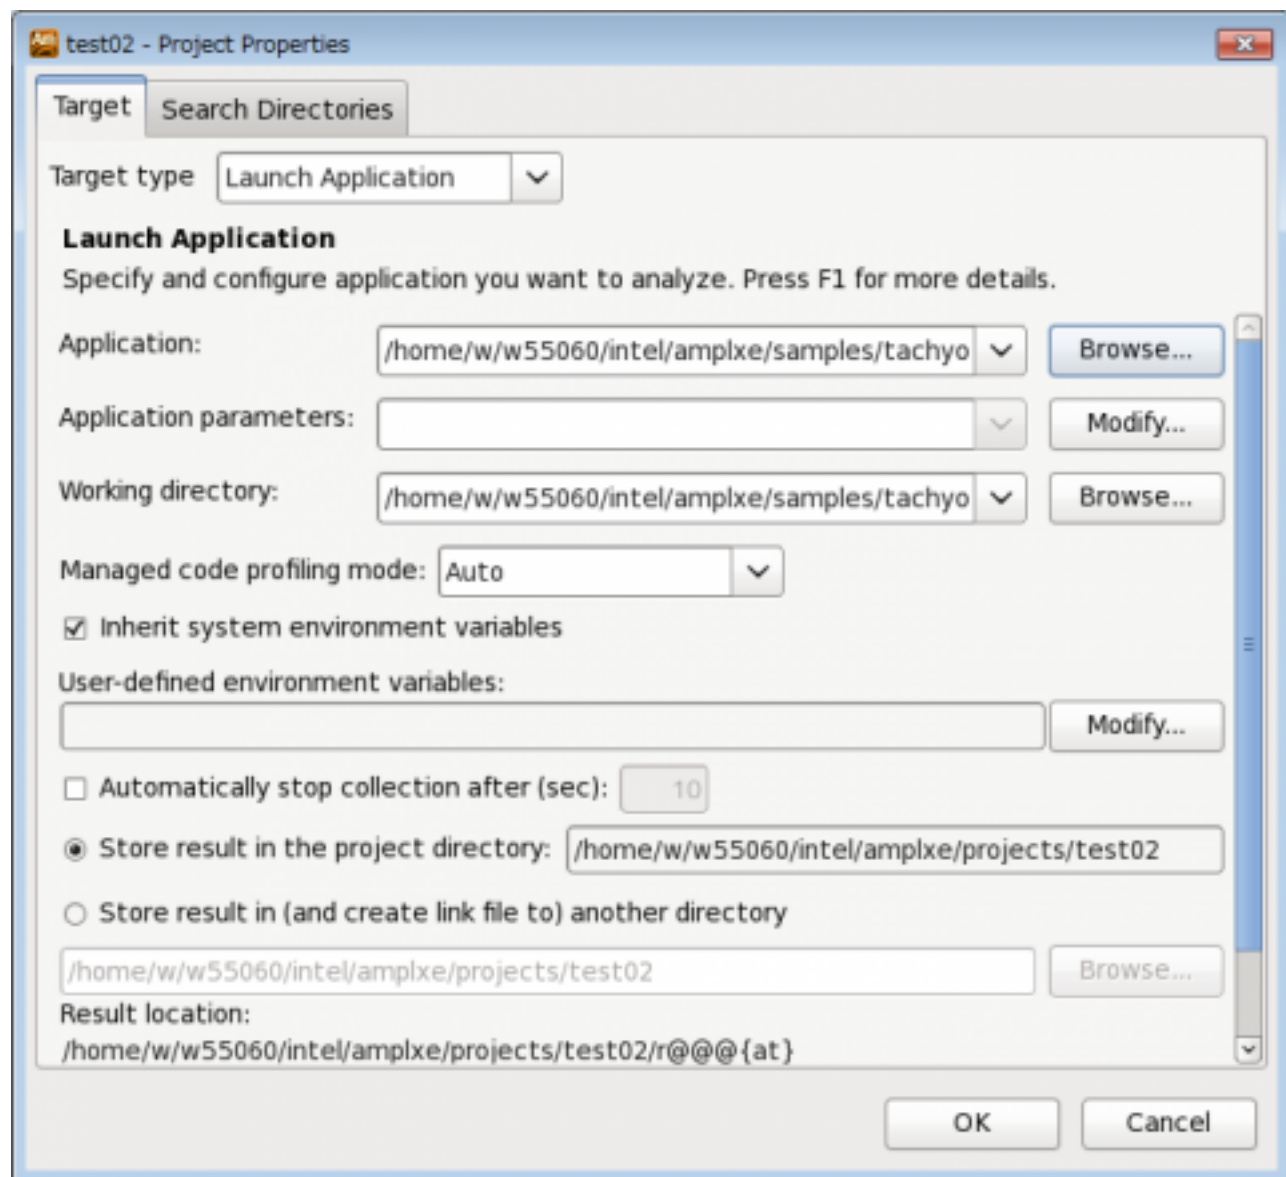 test02 - Project Properties
Target Search Directories
Target type Launch Application
Launch Application
Specify and configure application you want to analyze. Press F1 for more details.
Application: /home/w/w55060/intel/amplxe/samples/tachyo Browse...
Application parameters: Modify...
Working directory: /home/w/w55060/intel/amplxe/samples/tachyo Browse...
Managed code profiling mode: Auto
Inherit system environment variables
User-defined environment variables:
Modify...
Automatically stop collection after (sec): 10
Store result in the project directory: /home/w/w55060/intel/amplxe/projects/test02
Store result in (and create link file to) another directory
/home/w/w55060/intel/amplxe/projects/test02 Browse...
Result location:
/home/w/w55060/intel/amplxe/projects/test02/r@@@{at}
OK Cancel